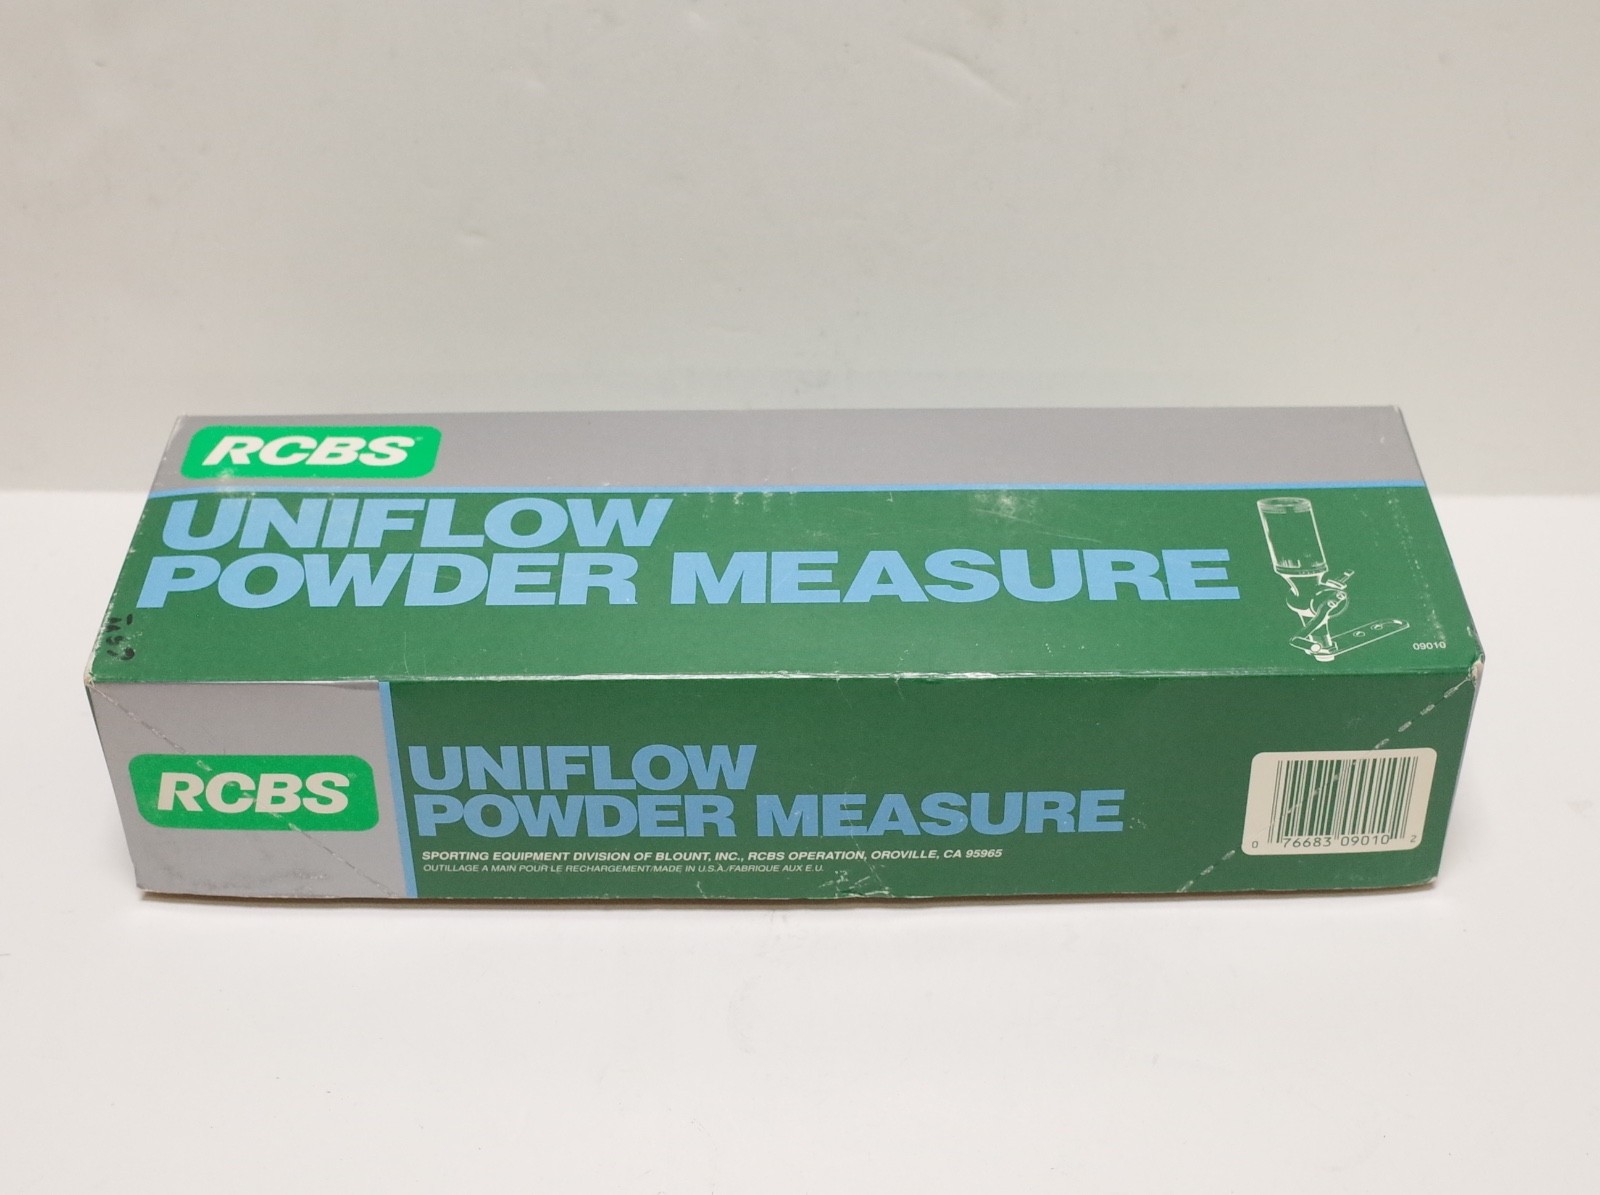 RCBS
UNIFLOW
POWDER MEASURE
09010
RCBS
UNIFLOW
POWDER MEASURE
SPORTING EQUIPMENT DIVISION OF BLOUNT, INC., RCBS OPERATION, OROVILLE, CA 95965
OUTILLAGE A MAIN POUR LE RECHARGEMENT/MADE IN U.S.A./FABRIQUE AUX E.U.
0 76683 09010 2